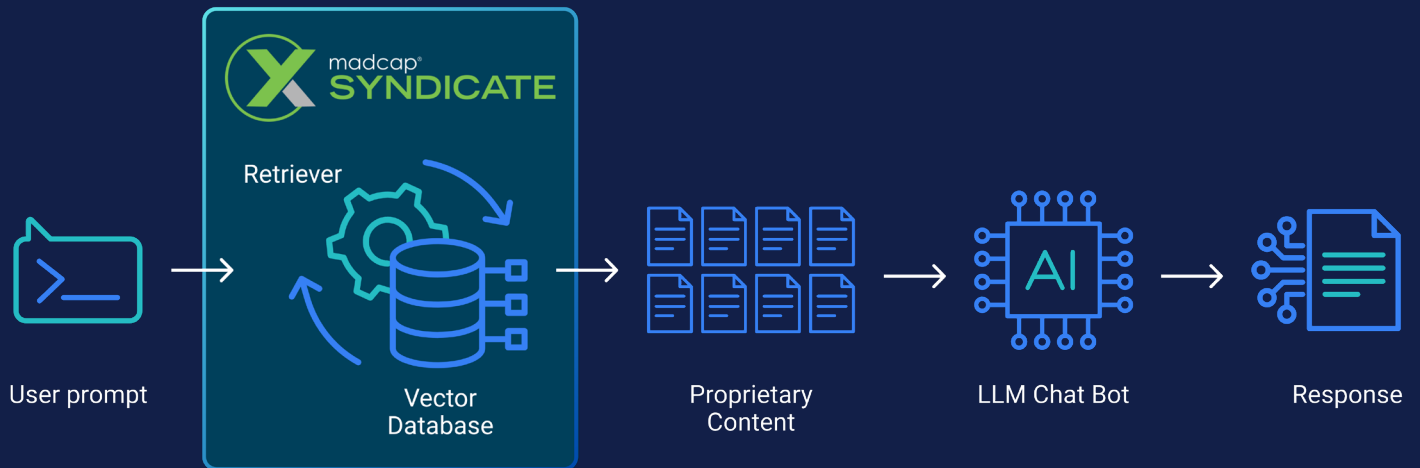 madcap®
SYNDICATE
Retriever
AI
User prompt
Vector
Database
Proprietary
Content
LLM Chat Bot
Response